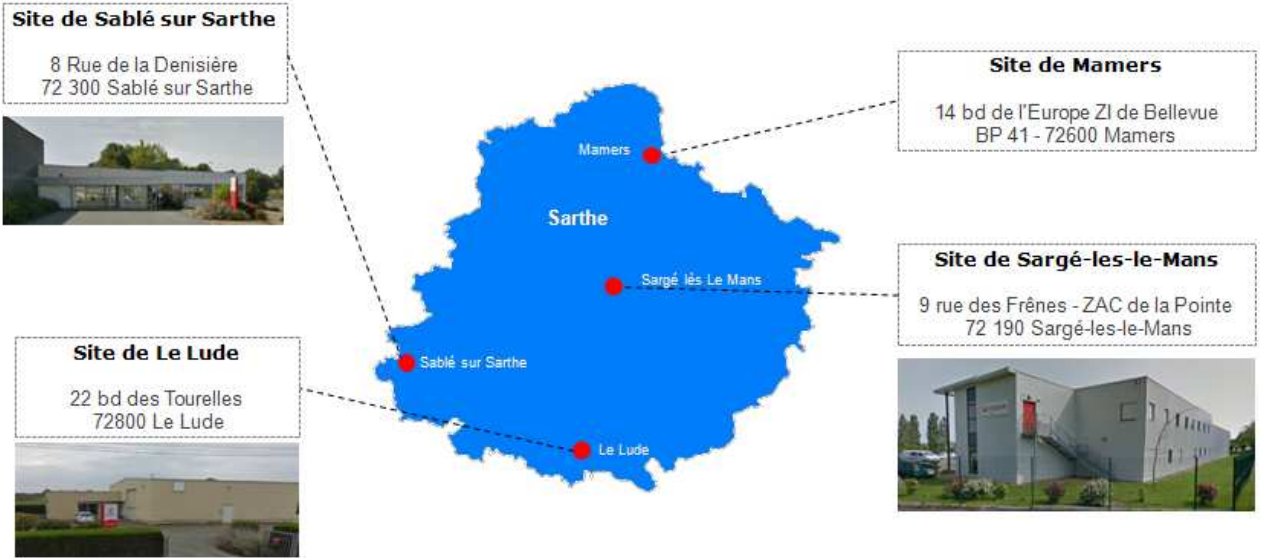 Site de Sablé sur Sarthe
8 Rue de la Denisière
72 300 Sablé sur Sarthe
Site de Mamers
14 bd de l'Europe ZI de Bellevue
BP 41 - 72600 Mamers
Mamers
Sarthe
Sargé lès Le Mans
Site de Sargé-les-le-Mans
9 rue des Frênes - ZAC de la Pointe
72 190 Sargé-les-le-Mans
Site de Le Lude
22 bd des Tourelles
72800 Le Lude
Sablé sur Sarthe
Le Lude